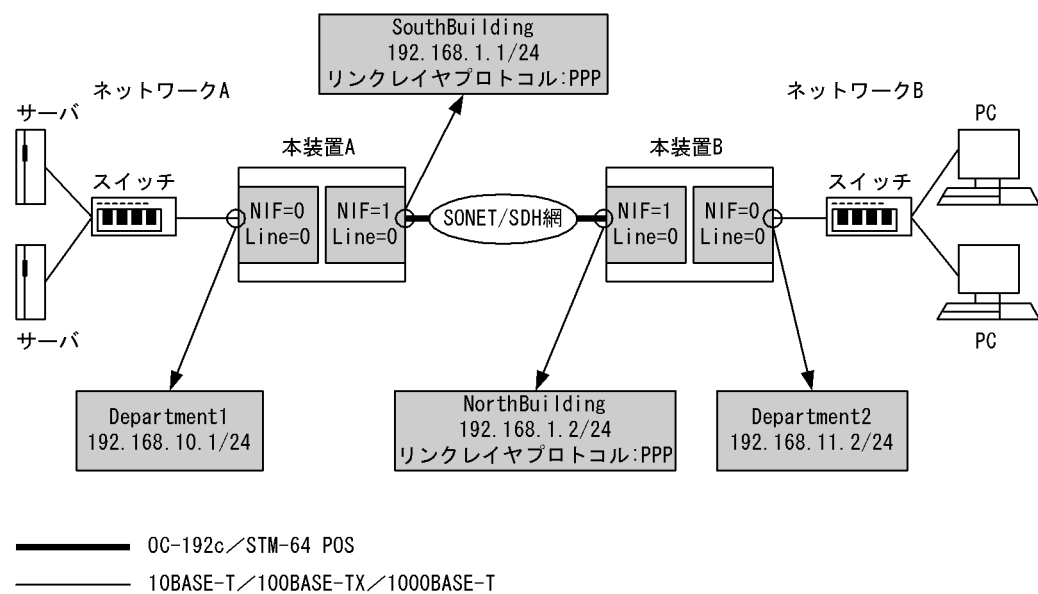 SouthBuilding
192.168.1.1/24
リンクレイヤプロトコル:PPP
ネットワークA
ネットワークB
サーバ
PC
本装置A
本装置B
スイッチ
スイッチ
NIF=0
Line=0
NIF=1
Line=0
SONET/SDH網
NIF=1
Line=0
NIF=0
Line=0
サーバ
PC
Department1
192.168.10.1/24
NorthBuilding
192.168.1.2/24
リンクレイヤプロトコル:PPP
Department2
192.168.11.2/24
OC-192c／STM-64 POS
10BASE-T／100BASE-TX／1000BASE-T